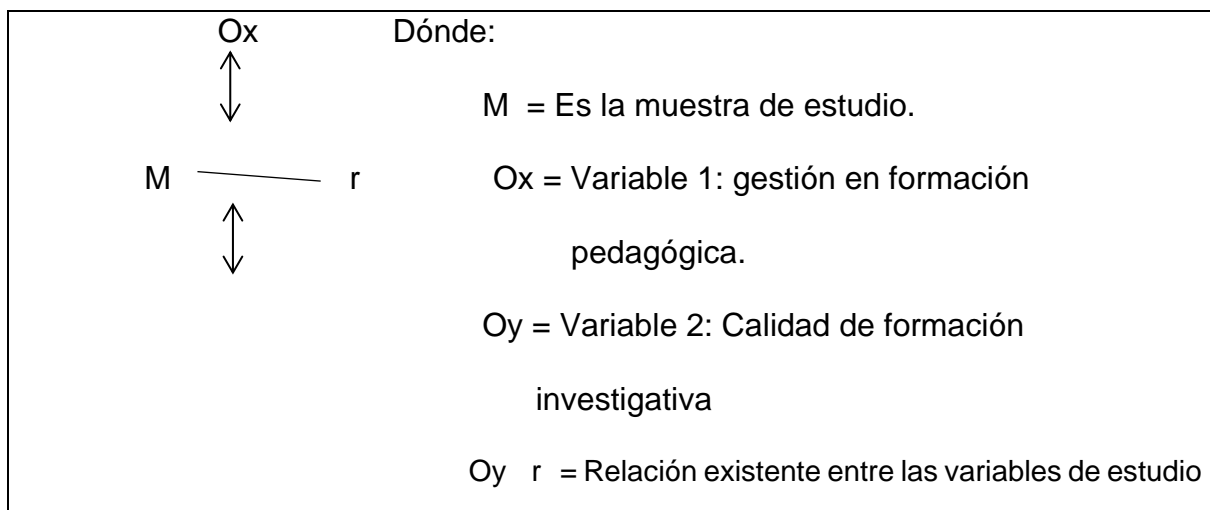 Ox Dónde:
M = Es la muestra de estudio.
M r Ox = Variable 1: gestión en formación
pedagógica.
Oy = Variable 2: Calidad de formación
investigativa
Oy r = Relación existente entre las variables de estudio